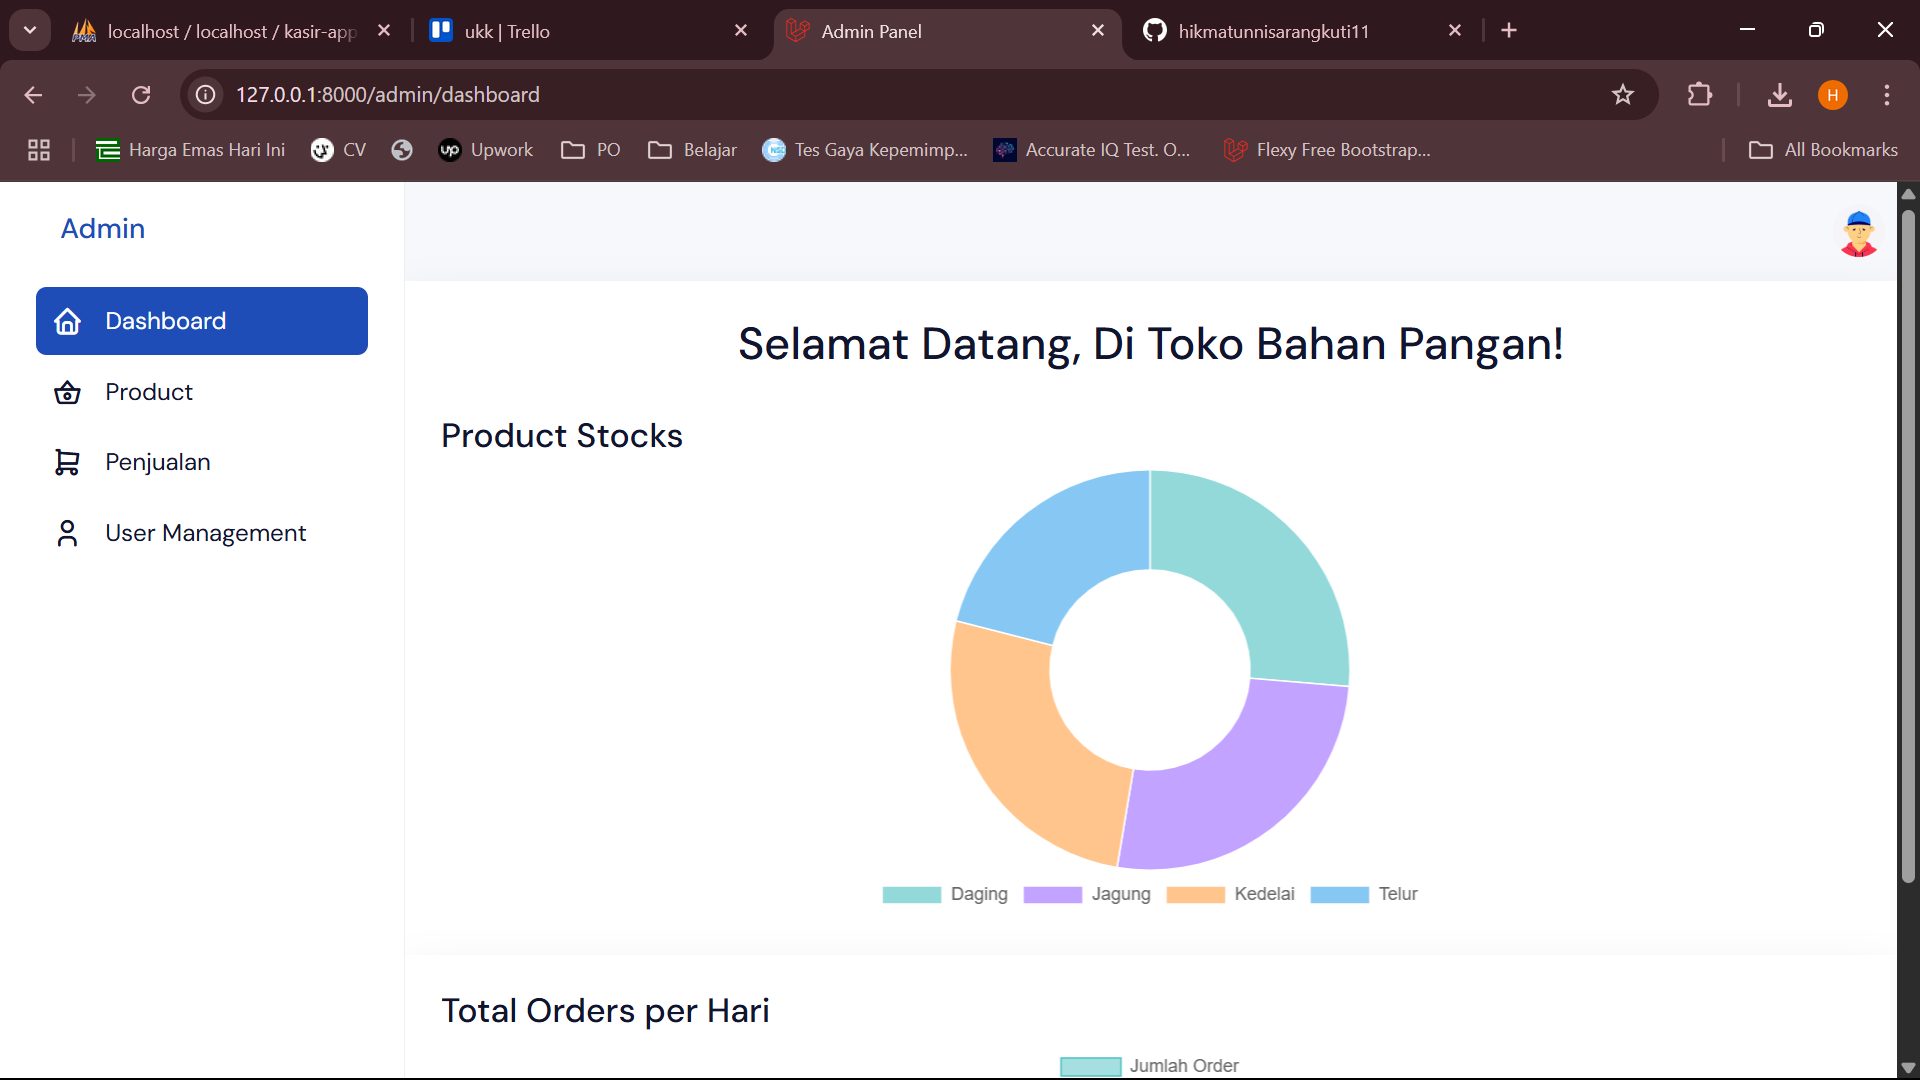 localhost / localhost / kasir-app
ukk | Trello
Admin Panel
hikmatunnisarangkuti11
127.0.0.1:8000/admin/dashboard
H
Harga Emas Hari Ini
CV
up Upwork
PO
Belajar
Tes Gaya Kepemimp...
Accurate IQ Test. O...
Flexy Free Bootstrap...
All Bookmarks
Admin
Dashboard
Product
Penjualan
User Management
Selamat Datang, Di Toko Bahan Pangan!
Product Stocks
Daging
Jagung
Kedelai
Telur
Total Orders per Hari
Jumlah Order